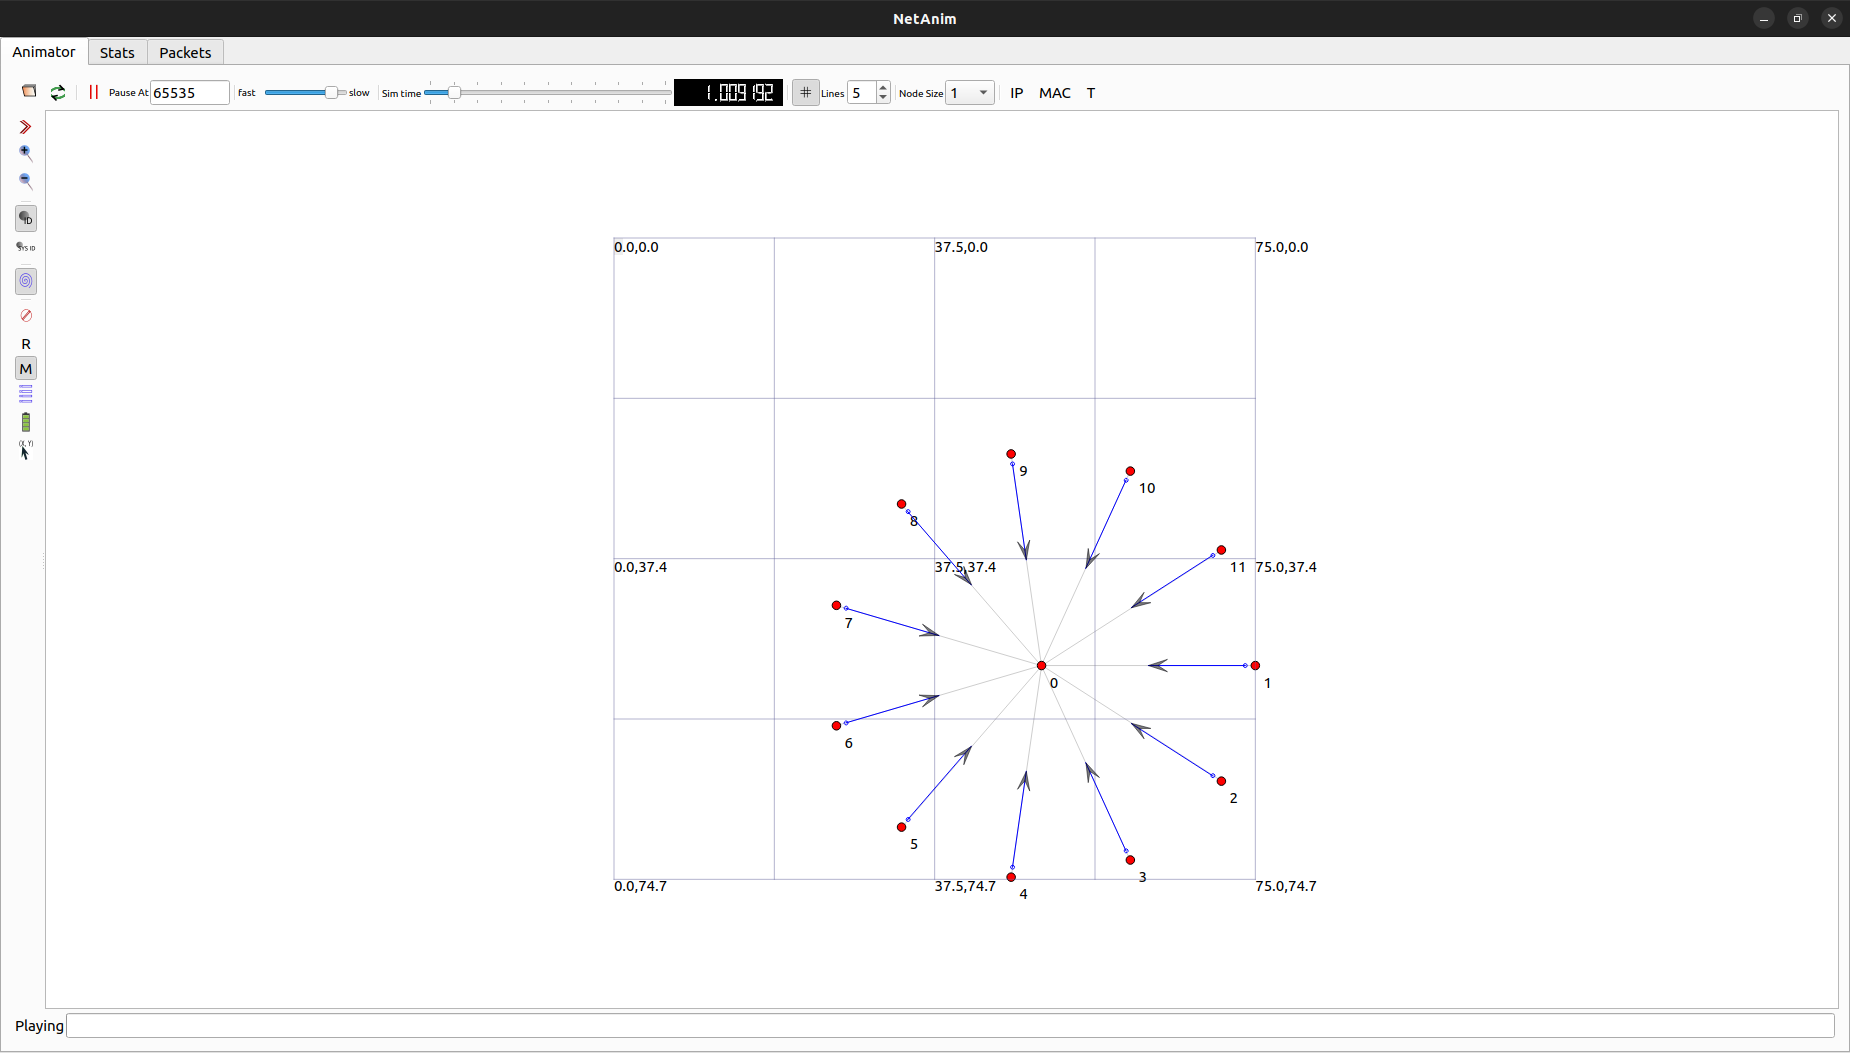 NetAnim
Animator Stats Packets
Pause At 65535 fast slow Sim time 1.009192 # Lines 5 Node Size 1 IP MAC T
ID
SYS ID
R
M
(X, Y)
0.0,0.0 37.5,0.0 75.0,0.0
9
10
8
0.0,37.4 37.5,37.4 11 75.0,37.4
7
0 1
6
2
5
3
0.0,74.7 37.5,74.7 4 75.0,74.7
Playing